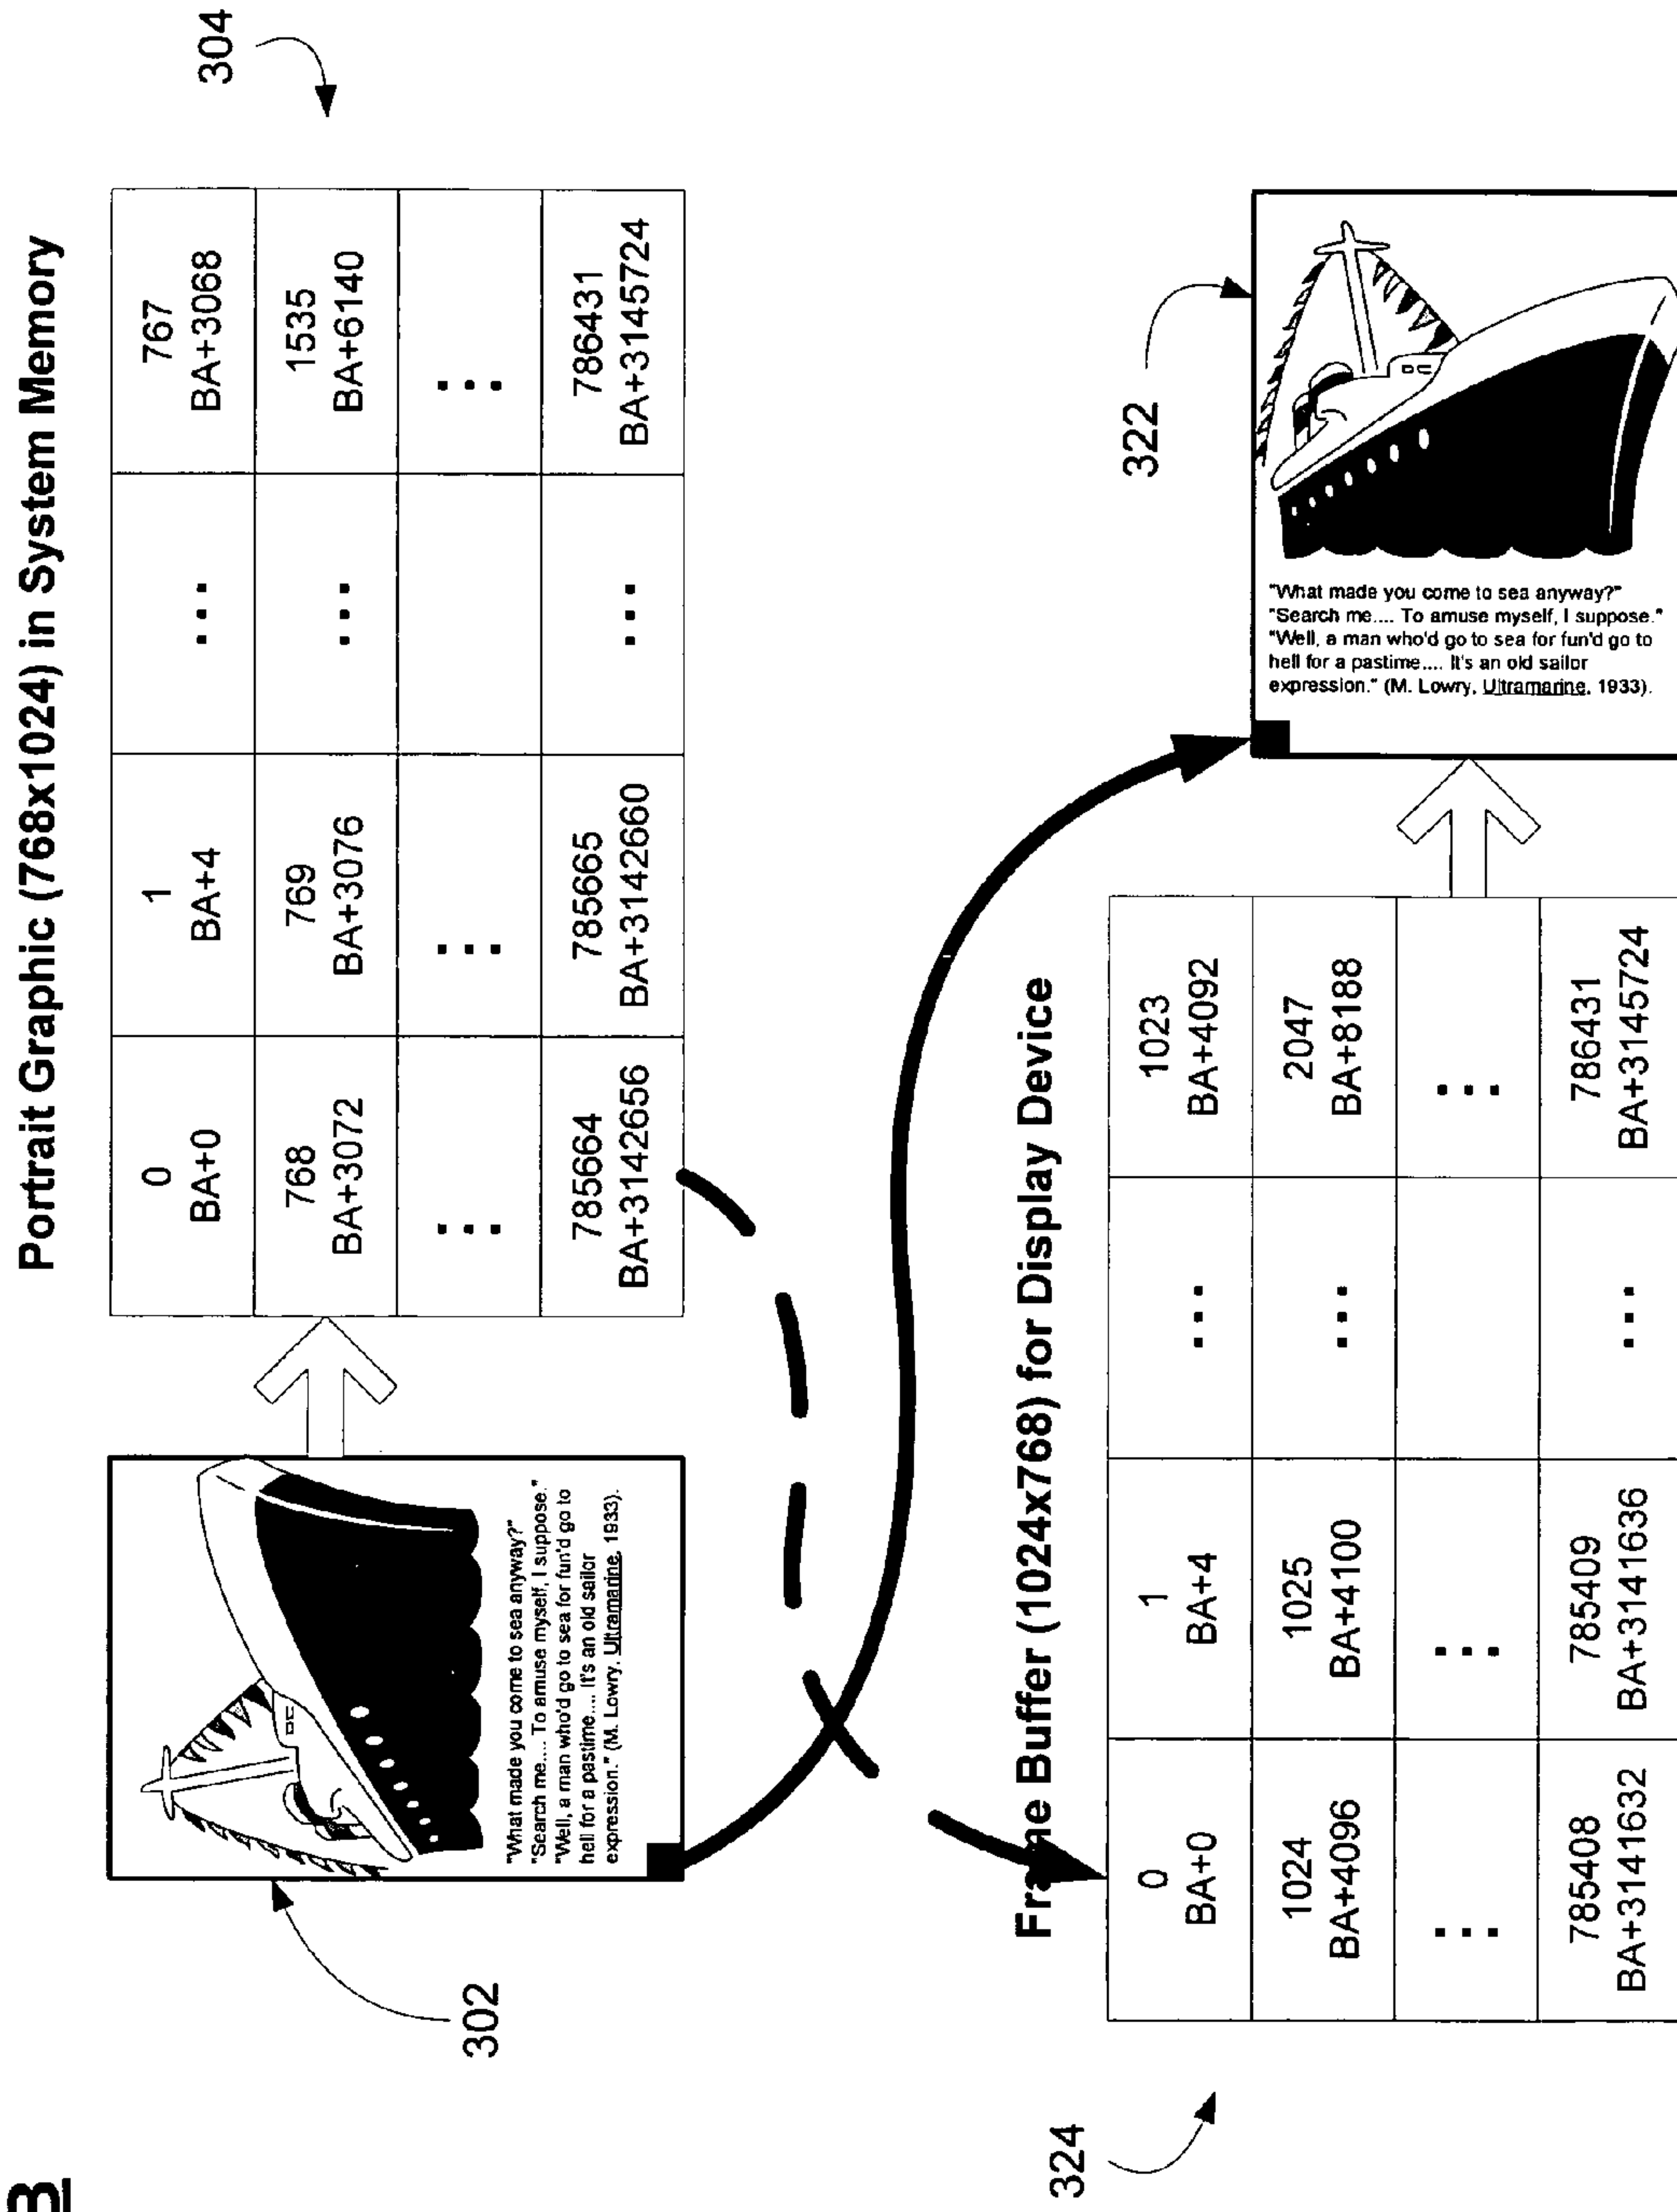 Portrait Graphic (768x1024) in System Memory
304
0 1 ... 767
BA+0 BA+4 BA+3068
768 769 ... 1535
BA+3072 BA+3076 BA+6140
... ... ...
785664 785665 ... 786431
BA+3142656 BA+3142660 BA+3145724
302
"What made you come to sea anyway?"
"Search me.... To amuse myself, I suppose."
"Well, a man who'd go to sea for fun'd go to
hell for a pastime.... It's an old sailor
expression." (M. Lowry, Ultramarine, 1933).
Frame Buffer (1024x768) for Display Device
324
0 1 ... 1023
BA+0 BA+4 BA+4092
1024 1025 ... 2047
BA+4096 BA+4100 BA+8188
... ... ...
785408 785409 ... 786431
BA+3141632 BA+3141636 BA+3145724
322
"What made you come to sea anyway?"
"Search me.... To amuse myself, I suppose."
"Well, a man who'd go to sea for fun'd go to
hell for a pastime.... It's an old sailor
expression." (M. Lowry, Ultramarine, 1933).